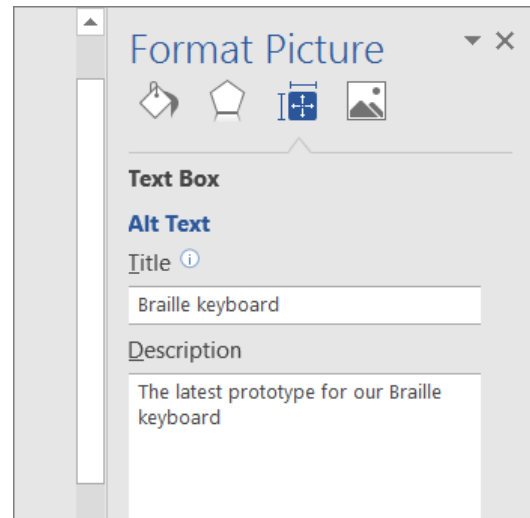 Format Picture
Text Box
Alt Text
Title
Braille keyboard
Description
The latest prototype for our Braille
keyboard